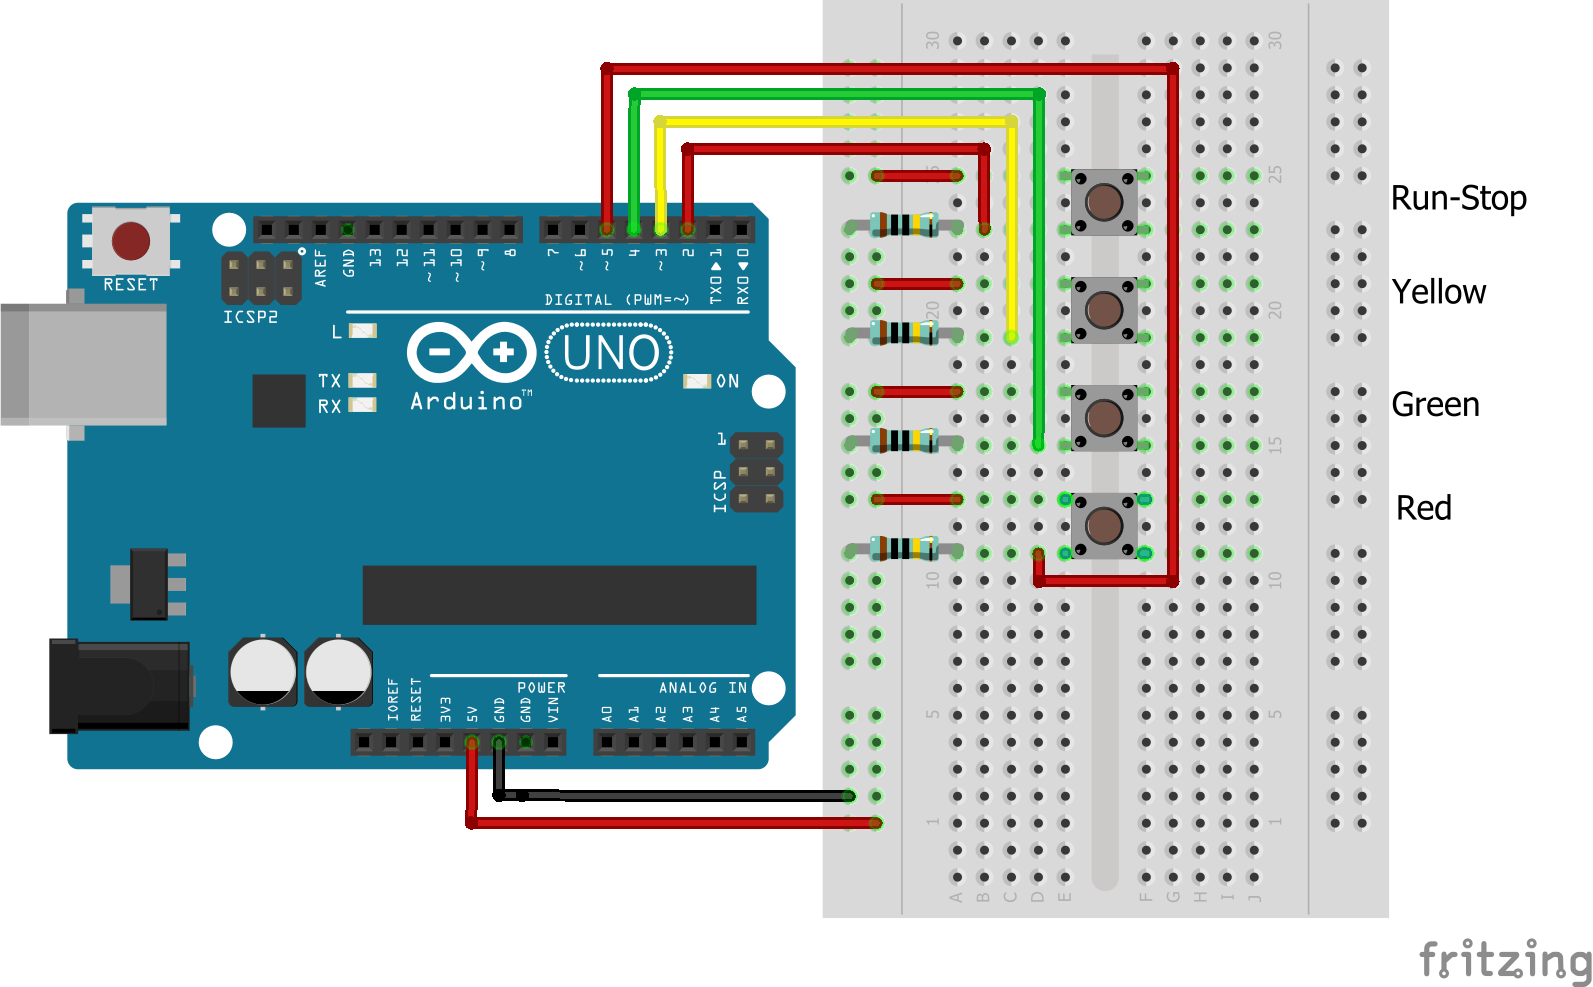 30 30
25 25
Run-Stop
RESET
ICSP2
AREF
GND
13
12
~11
~10
~9
8
7
~6
~5
4
~3
2
TXO▶1
RX0◀0
DIGITAL (PWM=~)
Yellow
20 20
L
TX
RX
UNO
ON
Arduino™
Green
1
ICSP
15
Red
10 10
IOREF
RESET
3V3
5V
GND
GND
VIN
POWER
ANALOG IN
A0
A1
A2
A3
A4
A5
5 5
1 1
A B C D E F G H I J
fritzing